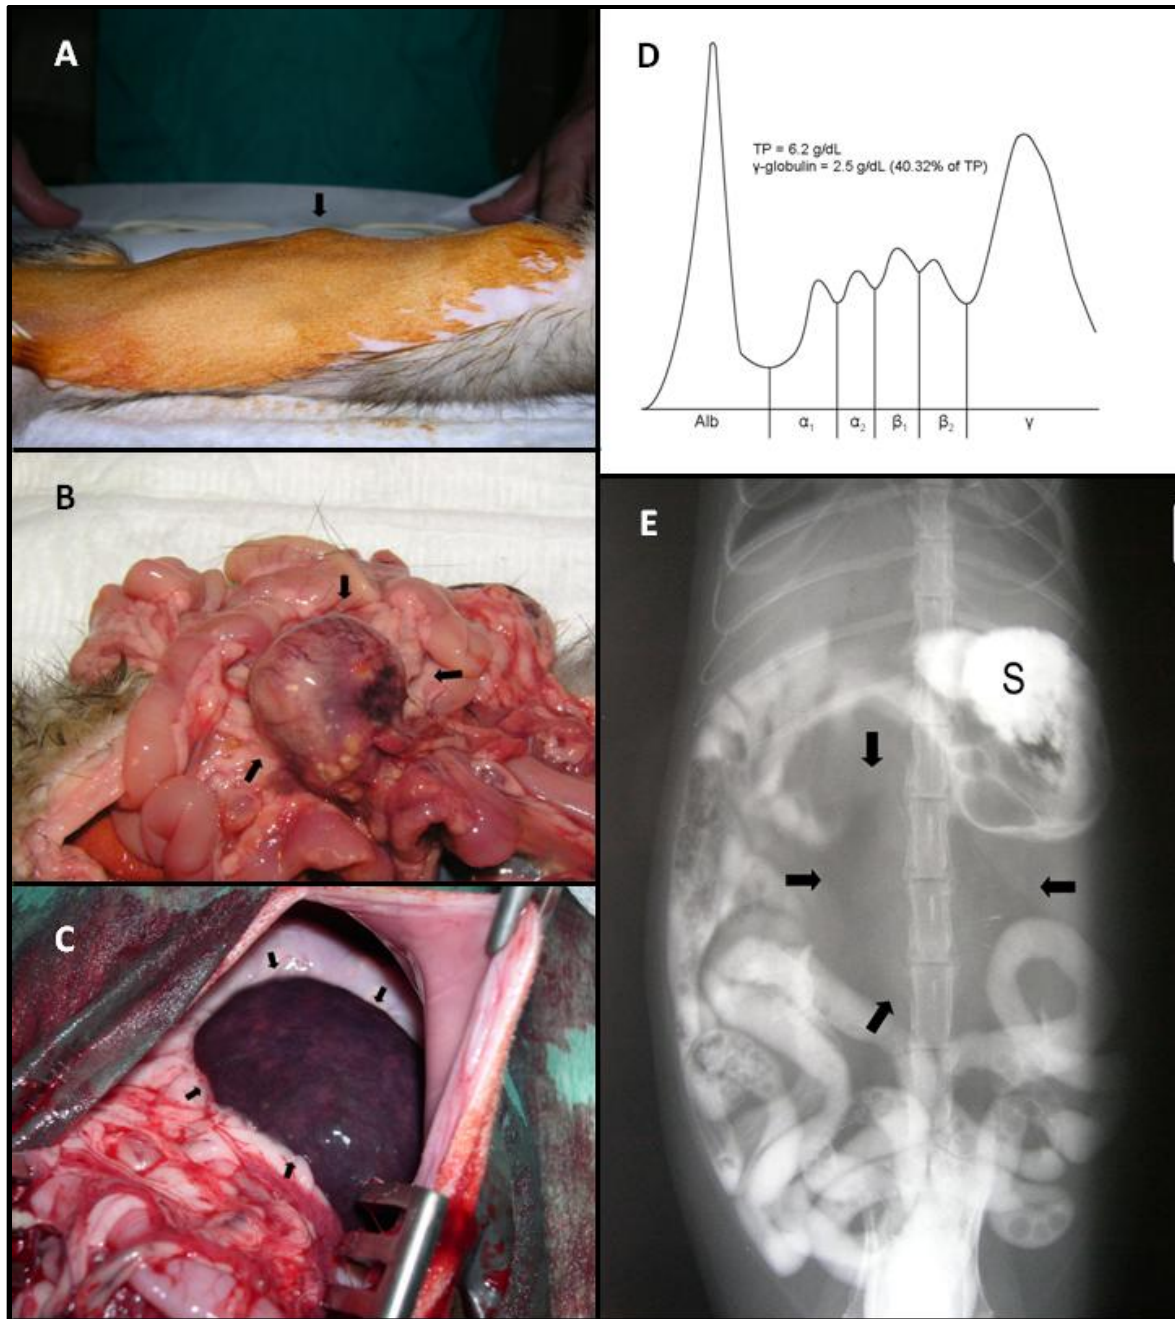 A
B
C
D
TP = 6.2 g/dL
γ-globulin = 2.5 g/dL (40.32% of TP)
Alb α₁ α₂ β₁ β₂ γ
E
S